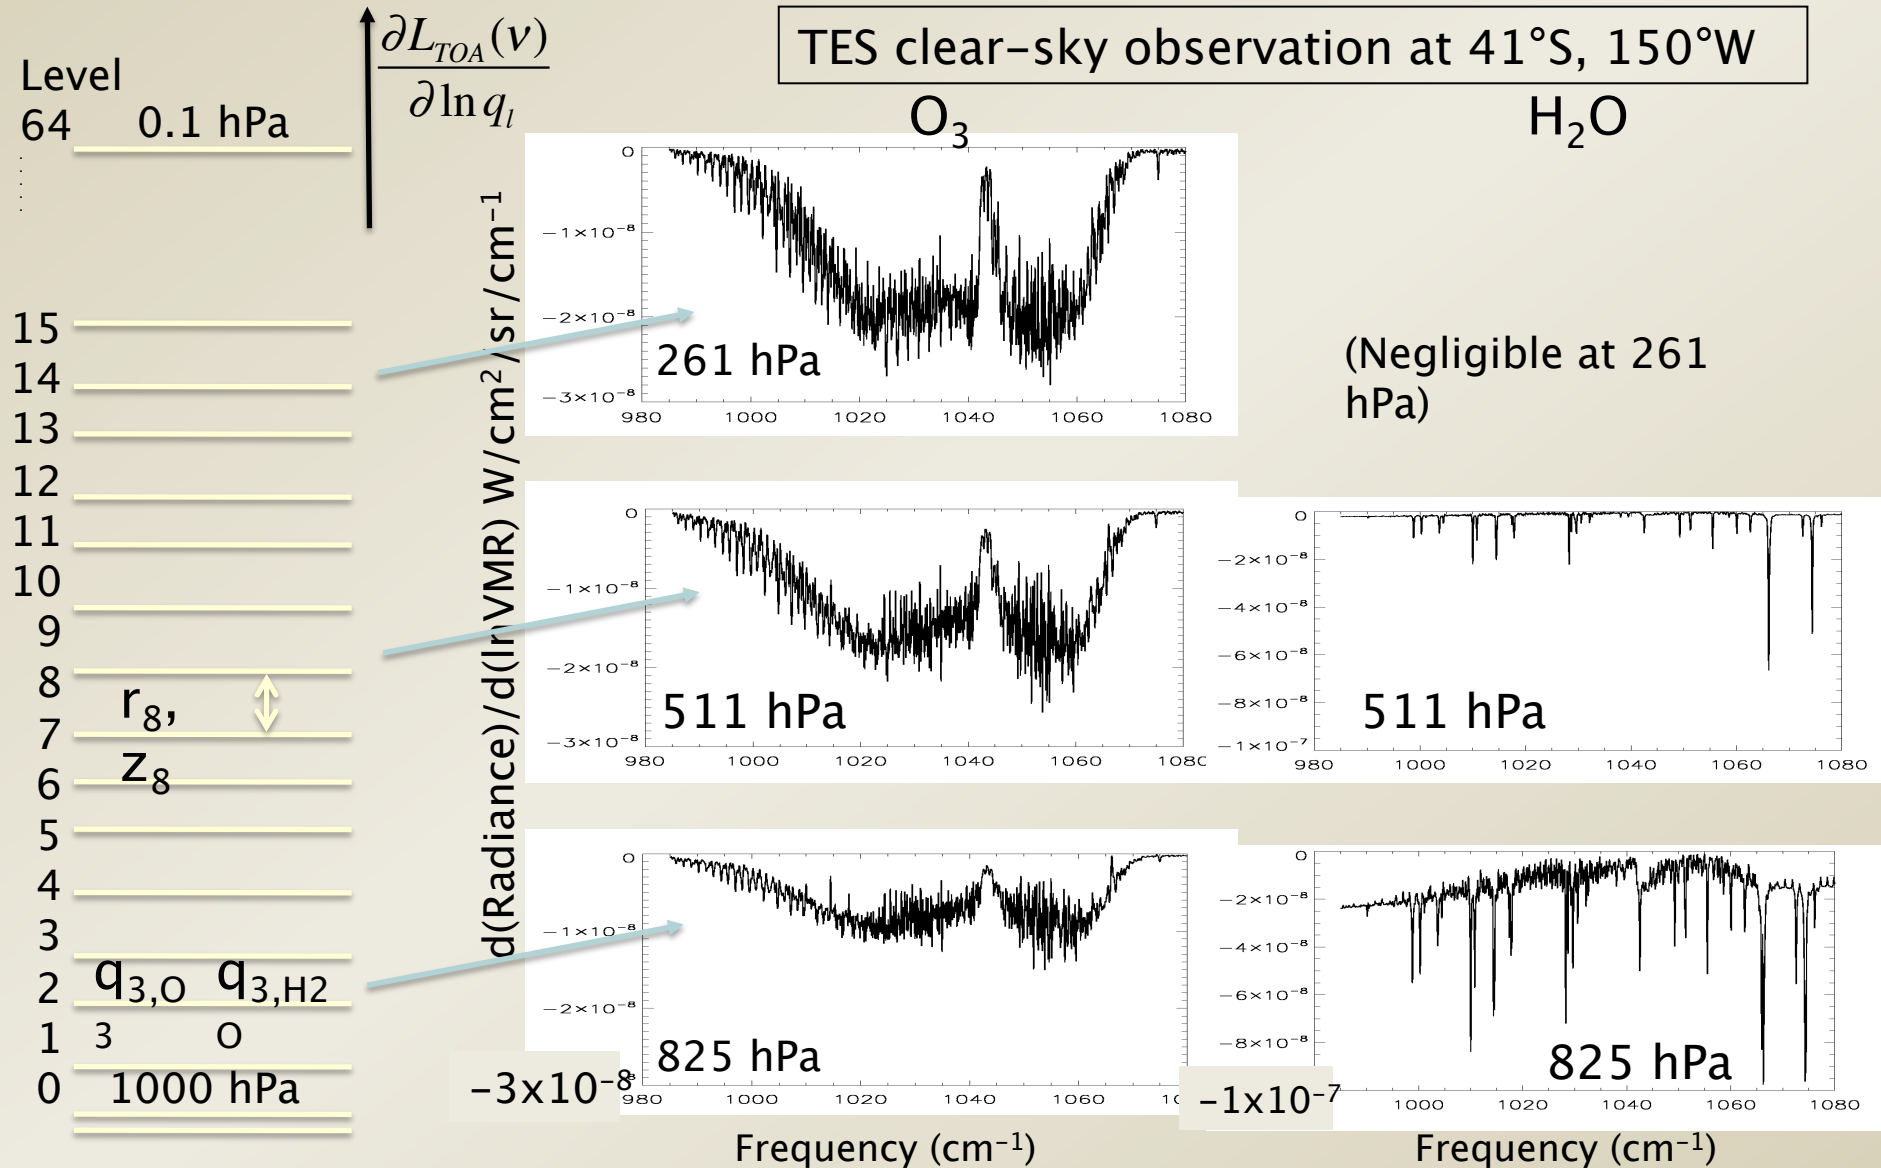 TES clear–sky observation at 41°S, 150°W
∂L_TOA(ν)
∂ ln q_l
Level
64 0.1 hPa
15
14
13
12
11
10
9
8
r₈,
7
z₈
6
5
4
3
q₃,O q₃,H2
2
1 3 O
0 1000 hPa
d(Radiance)/d(lnVMR) W/cm²/sr/cm⁻¹
O₃
0
−1×10⁻⁸
−2×10⁻⁸
−3×10⁻⁸
261 hPa
980 1000 1020 1040 1060 1080
0
−1×10⁻⁸
−2×10⁻⁸
−3×10⁻⁸
511 hPa
980 1000 1020 1040 1060 1080
0
−1×10⁻⁸
−2×10⁻⁸
825 hPa
-3x10⁻⁸
980 1000 1020 1040 1060
Frequency (cm⁻¹)
H₂O
(Negligible at 261
hPa)
0
−2×10⁻⁸
−4×10⁻⁸
−6×10⁻⁸
−8×10⁻⁸
−1×10⁻⁷
511 hPa
980 1000 1020 1040 1060 1080
0
−2×10⁻⁸
−4×10⁻⁸
−6×10⁻⁸
−8×10⁻⁸
825 hPa
-1x10⁻⁷
1000 1020 1040 1060 1080
Frequency (cm⁻¹)